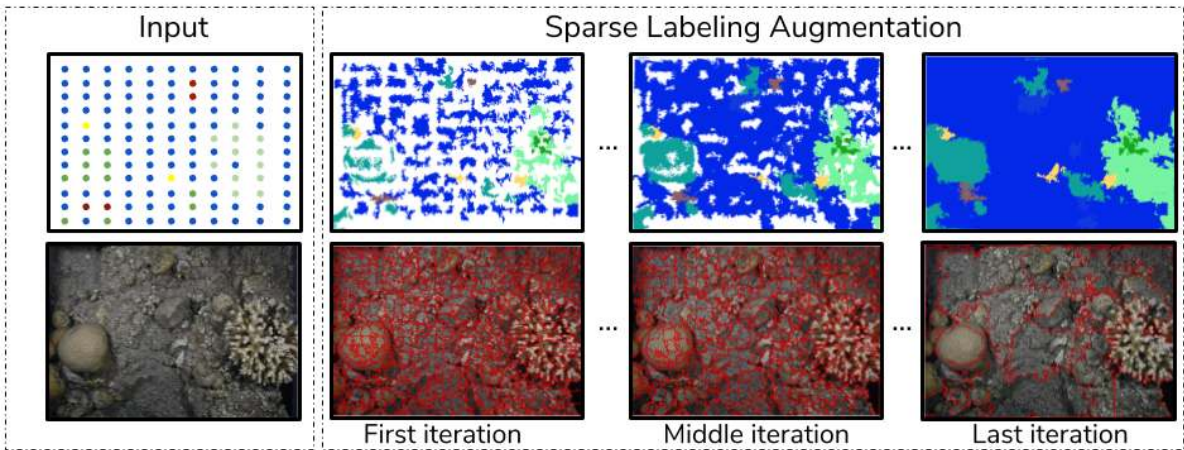 Input
Sparse Labeling Augmentation
...
...
...
...
First iteration
Middle iteration
Last iteration